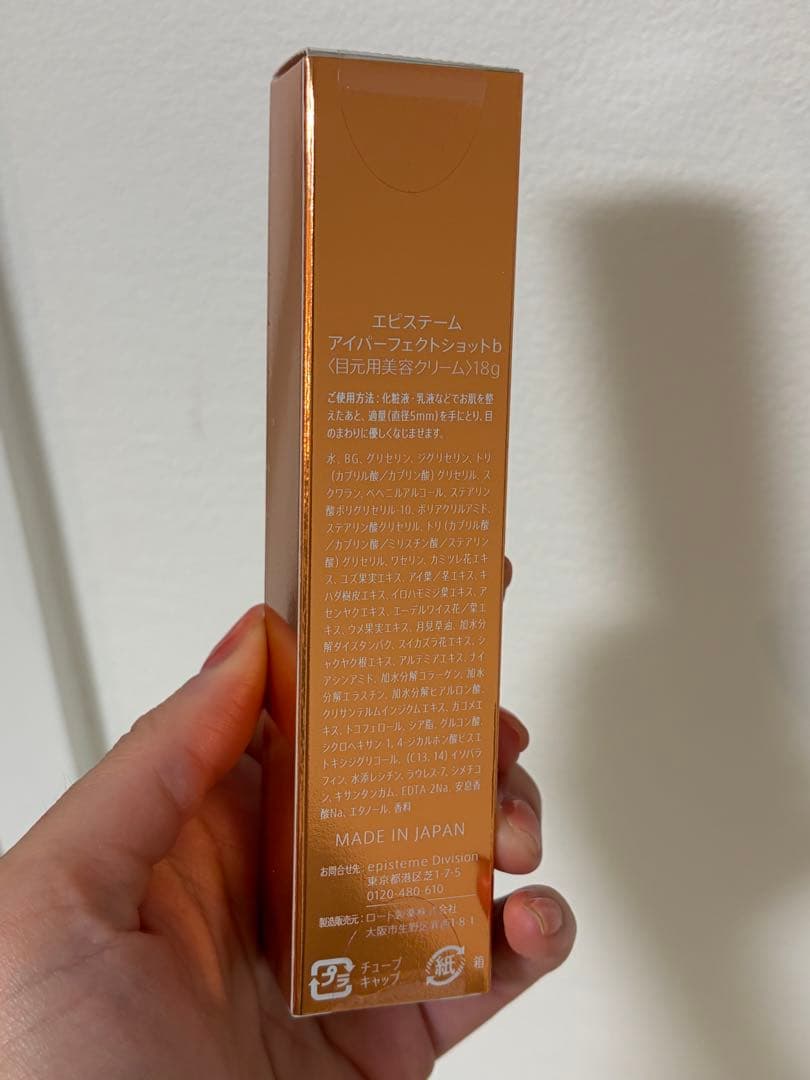 エピステーム
アイパーフェクトショットb
〈目元用美容クリーム〉18g
ご使用方法:化粧液・乳液などでお肌を整
えたあと、適量(直径5mm)を手にとり、目
のまわりに優しくなじませます。
水、BG、グリセリン、ジグリセリン、トリ
(カプリル酸/カプリン酸)グリセリル、ス
クワラン、ベヘニルアルコール、ステアリン
酸ポリグリセリル-10、ポリアクリルアミド、
ステアリン酸グリセリル、トリ(カプリル酸
/カプリン酸/ミリスチン酸/ステアリン
酸)グリセリル、ワセリン、カミツレ花エキ
ス、ユズ果実エキス、アイ葉/茎エキス、キ
ハダ樹皮エキス、イロハモミジ葉エキス、ア
センヤクエキス、エーデルワイス花/葉エ
キス、ウメ果実エキス、月見草油、加水分
解ダイズタンパク、スイカズラ花エキス、シ
ャクヤク根エキス、アルテミアエキス、ナイ
アシンアミド、加水分解コラーゲン、加水
分解エラスチン、加水分解ヒアルロン酸、
クリサンテルムインジクムエキス、カゴメエ
キス、トコフェロール、シア脂、グルコン酸、
シクロヘキサン-1,4-ジカルボン酸ビスエ
トキシジグリコール、(C13,14)イソパラ
フィン、水添レシチン、ラウレス-7、シメチコ
ン、キサンタンガム、EDTA-2Na、安息香
酸Na、エタノール、香料
MADE IN JAPAN
お問合せ先:episteme Division
東京都港区芝1-7-5
0120-480-610
製造販売元:ロート製薬株式会社
大阪市生野区巽西1-8-1
プラ チューブ
キャップ
紙 箱